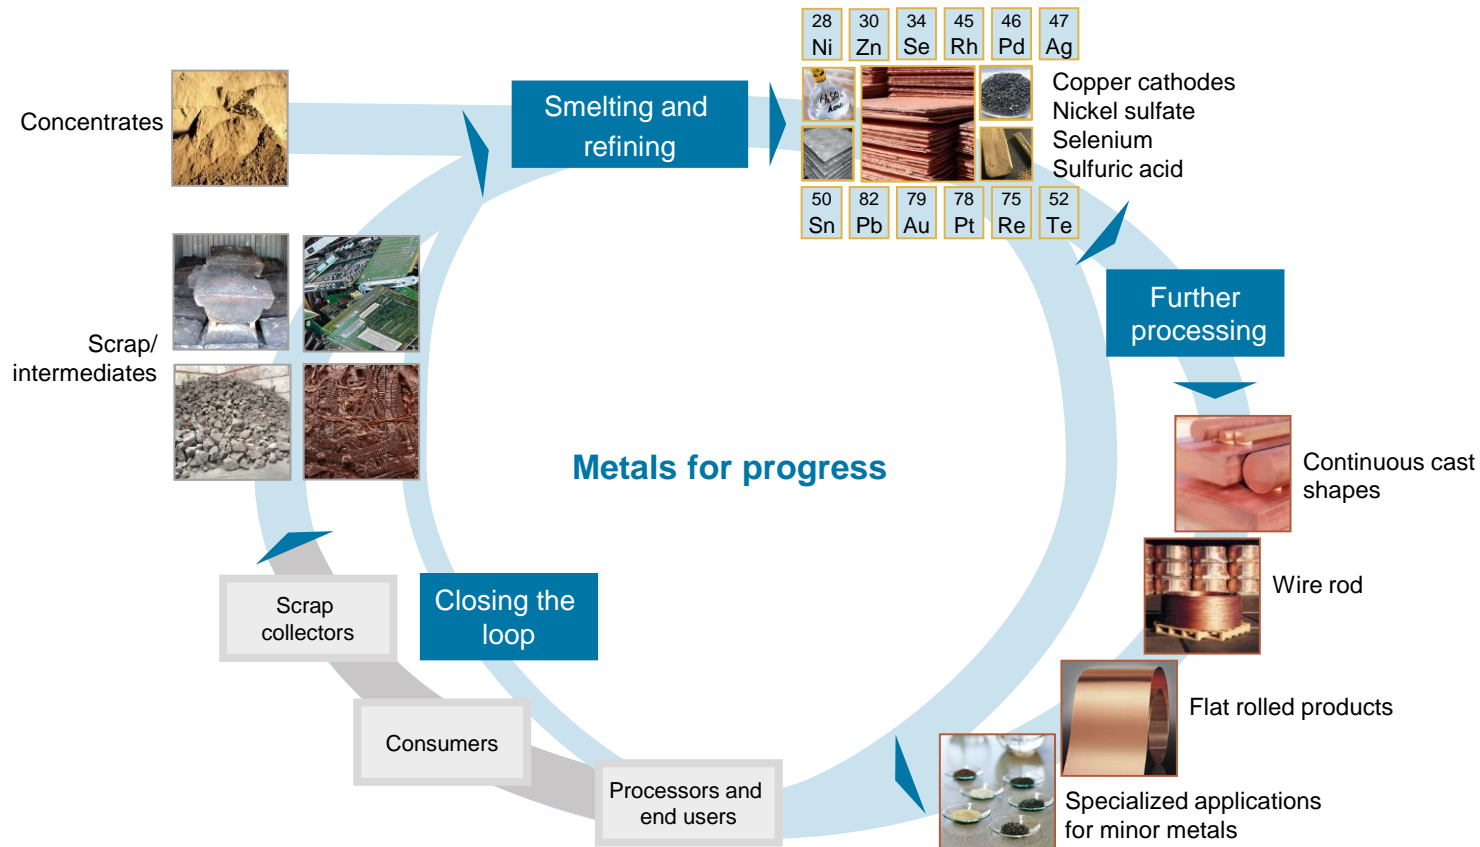 28 30 34 45 46 47
Ni Zn Se Rh Pd Ag
Concentrates
Smelting and
refining
Copper cathodes
Nickel sulfate
Selenium
Sulfuric acid
50 82 79 78 75 52
Sn Pb Au Pt Re Te
Further
processing
Scrap/
intermediates
Metals for progress
Continuous cast
shapes
Wire rod
Closing the
loop
Scrap
collectors
Flat rolled products
Consumers
Processors and
end users
Specialized applications
for minor metals